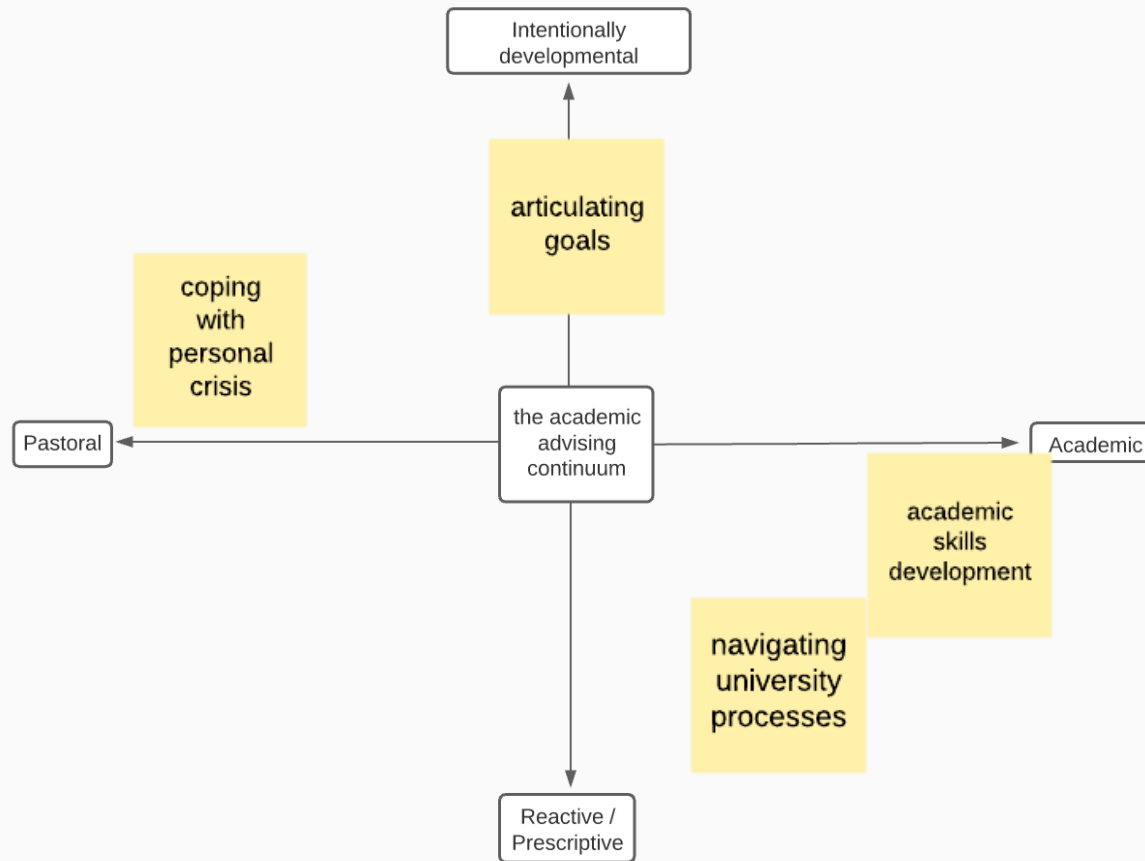 Intentionally
developmental
articulating
goals
coping
with
personal
crisis
Pastoral
the academic
advising
continuum
Academic
academic
skills
development
navigating
university
processes
Reactive /
Prescriptive